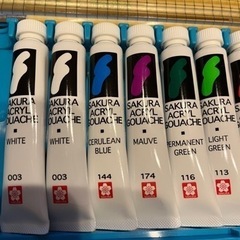 SAKURA
ACRYL
GOUACHE
WHITE
003
SAKURA
ACRYL
GOUACHE
WHITE
003
SAKURA
ACRYL
GOUACHE
CERULEAN
BLUE
144
SAKURA
ACRYL
GOUACHE
MAUVE
174
SAKURA
ACRYL
GOUACHE
PERMANENT
GREEN
116
SAKURA
ACRYL
GOUACHE
LIGHT
GREEN
113